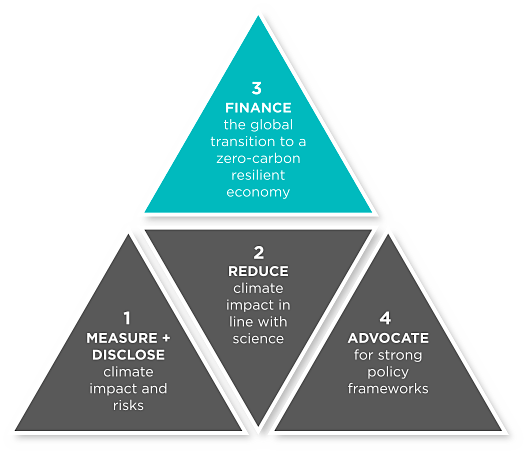 3
FINANCE
the global
transition to a
zero-carbon
resilient
economy
1
MEASURE +
DISCLOSE
climate
impact and
risks
2
REDUCE
climate
impact in
line with
science
4
ADVOCATE
for strong
policy
frameworks